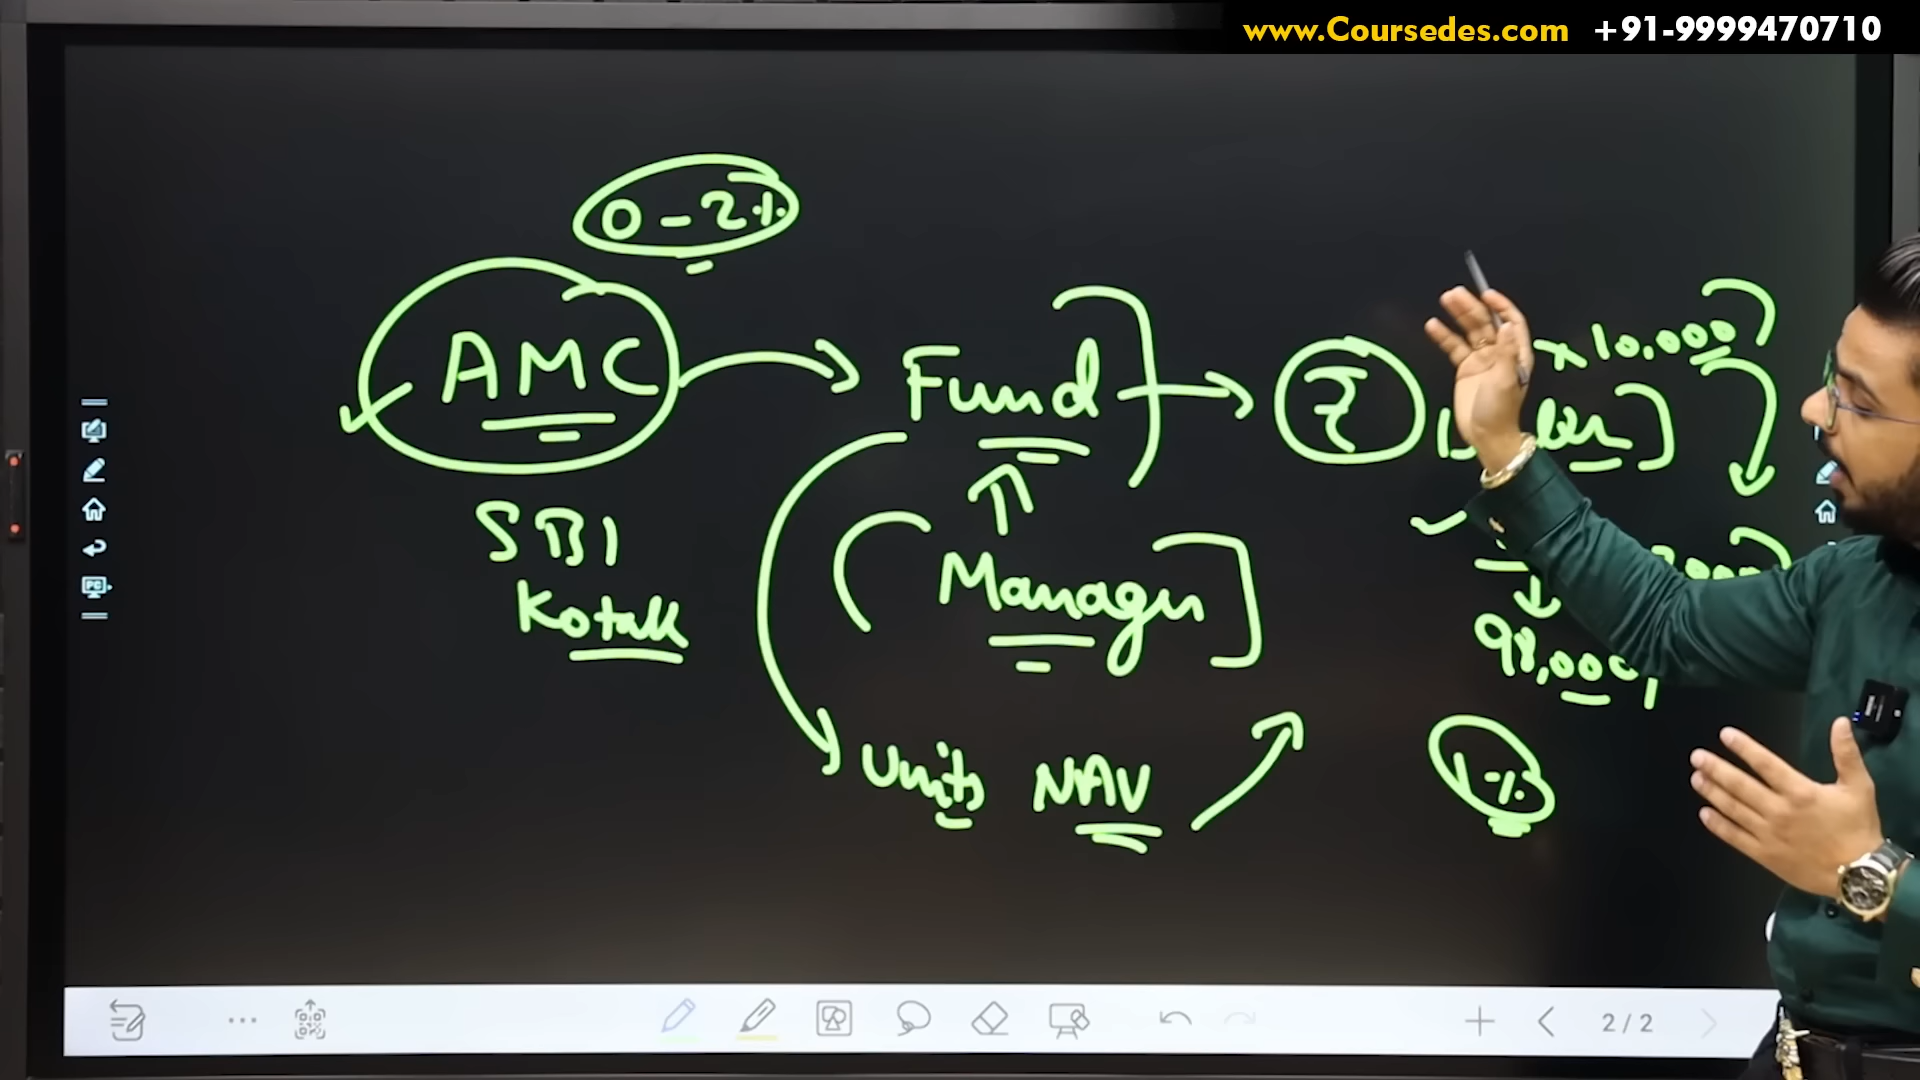 www.Coursedes.com +91-9999470710
0-2%
AMC Fund ₹ x10,000
SBI
Kotak
Manager
98,000
Units NAV 1%
2/2